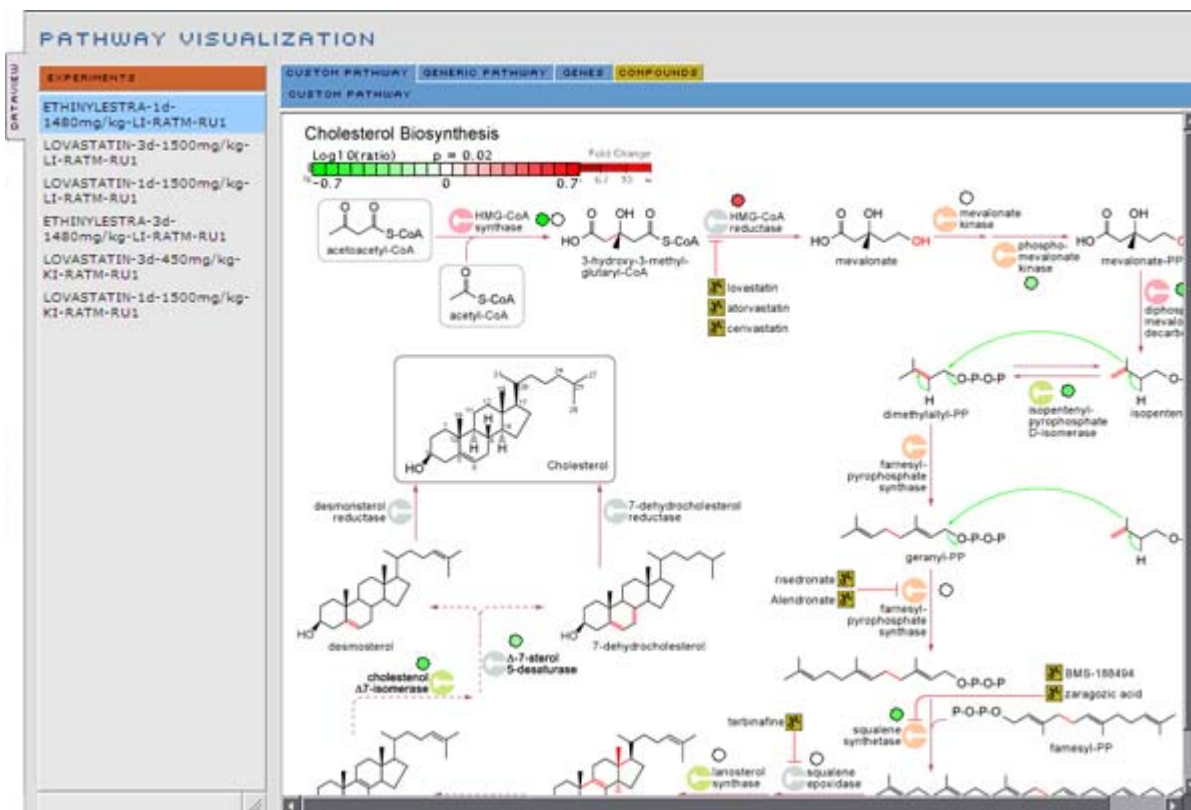 PATHWAY VISUALIZATION
DATAVIEW
EXPERIMENTS
ETHINYLESTRA-1d-
1480mg/kg-LI-RATM-RU1
LOVASTATIN-3d-1500mg/kg-
LI-RATM-RU1
LOVASTATIN-1d-1500mg/kg-
LI-RATM-RU1
ETHINYLESTRA-3d-
1480mg/kg-LI-RATM-RU1
LOVASTATIN-3d-450mg/kg-
KI-RATM-RU1
LOVASTATIN-1d-1500mg/kg-
KI-RATM-RU1
CUSTOM PATHWAY GENERIC PATHWAY GENES COMPOUNDS
CUSTOM PATHWAY
Cholesterol Biosynthesis
Log10(ratio) p = 0.02 Fold Change
-0.7 0 0.7
O O
S-CoA
acetoacetyl-CoA
HMG-CoA
synthase
O
S-CoA
acetyl-CoA
O OH O
HO S-CoA
3-hydroxy-3-methyl-
glutaryl-CoA
HMG-CoA
reductase
lovastatin
atorvastatin
cerivastatin
O OH
HO OH
mevalonate
mevalonate
kinase
phospho-
mevalonate
kinase
O OH
HO
mevalonate-PP
diphosp
mevalo
decarb
O-P-O-P
H
dimethylallyl-PP
isopentenyl-
pyrophosphate
D-isomerase
O-
H
isopenten
farnesyl-
pyrophosphate
synthase
O-P-O-P
geranyl-PP
O-
H
risedronate
Alendronate
farnesyl-
pyrophosphate
synthase
O-P-O-P
BMS-188494
zaragozic acid
squalene
synthetase
P-O-P-O
farnesyl-PP
HO
H
H H
Cholesterol
desmonsterol
reductase
7-dehydrocholesterol
reductase
HO
desmosterol
HO
7-dehydrocholesterol
cholestenol
Δ7-isomerase
Δ-7-sterol
5-desaturase
terbinafine
lanosterol
synthase
squalene
epoxidase